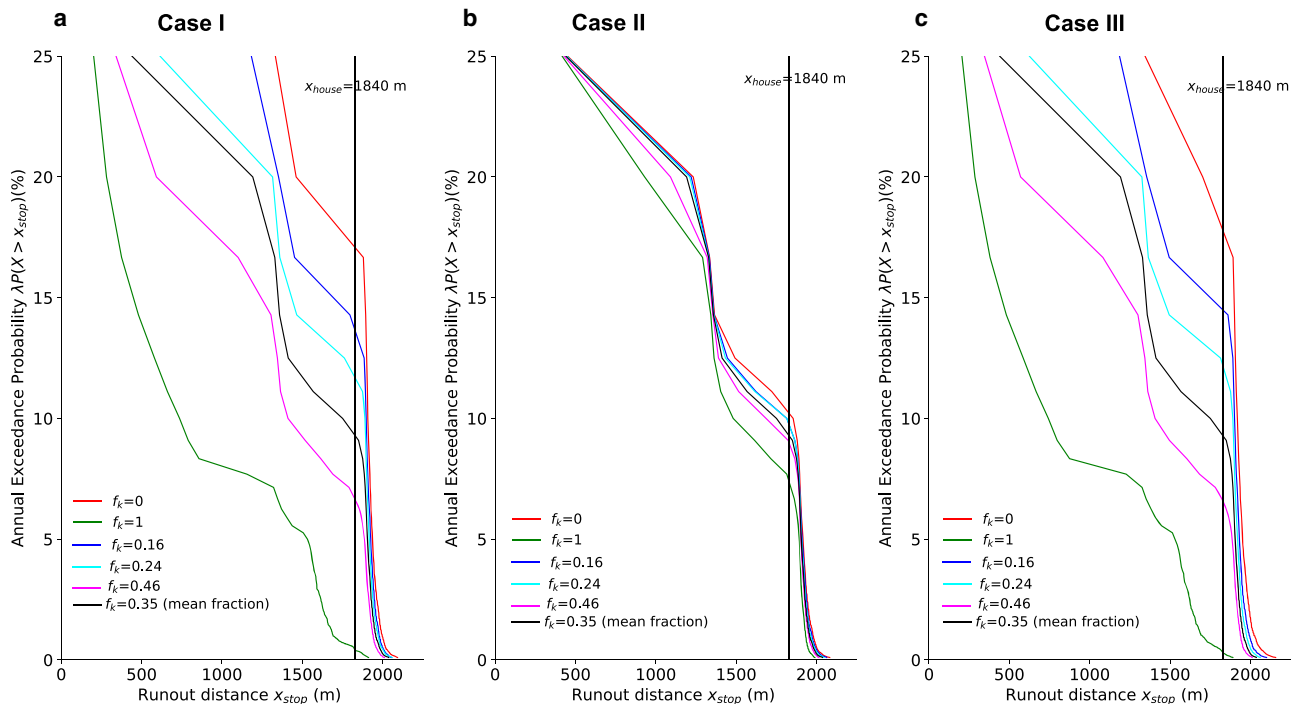 a
Case I
Annual Exceedance Probability λP(X > x_stop)(%)
25
20
15
10
5
0
x_house=1840 m
f_k=0
f_k=1
f_k=0.16
f_k=0.24
f_k=0.46
f_k=0.35 (mean fraction)
0 500 1000 1500 2000
Runout distance x_stop (m)
b
Case II
Annual Exceedance Probability λP(X > x_stop)(%)
25
20
15
10
5
0
x_house=1840 m
f_k=0
f_k=1
f_k=0.16
f_k=0.24
f_k=0.46
f_k=0.35 (mean fraction)
0 500 1000 1500 2000
Runout distance x_stop (m)
c
Case III
Annual Exceedance Probability λP(X > x_stop)(%)
25
20
15
10
5
0
x_house=1840 m
f_k=0
f_k=1
f_k=0.16
f_k=0.24
f_k=0.46
f_k=0.35 (mean fraction)
0 500 1000 1500 2000
Runout distance x_stop (m)